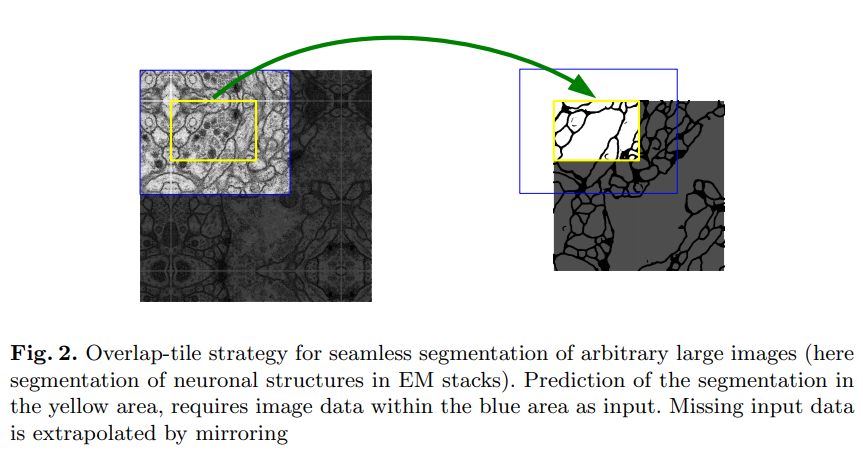 Fig. 2. Overlap-tile strategy for seamless segmentation of arbitrary large images (here
segmentation of neuronal structures in EM stacks). Prediction of the segmentation in
the yellow area, requires image data within the blue area as input. Missing input data
is extrapolated by mirroring